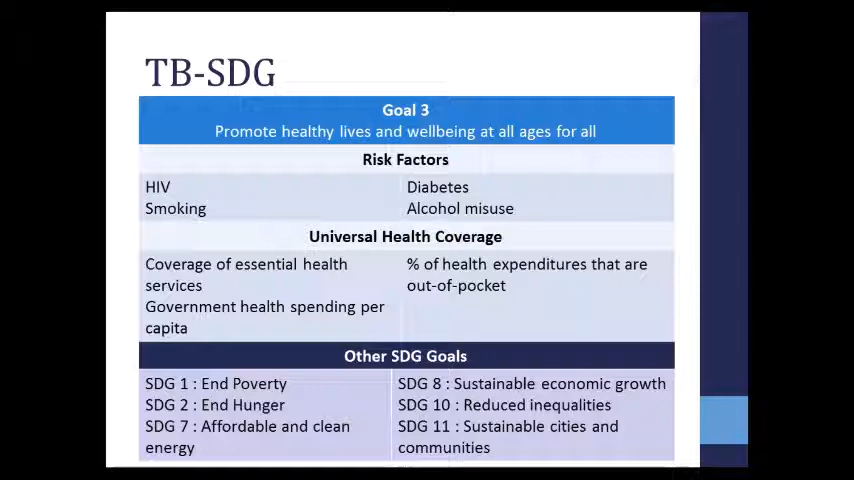 TB-SDG
Goal 3
Promote healthy lives and wellbeing at all ages for all
Risk Factors
HIV
Smoking
Diabetes
Alcohol misuse
Universal Health Coverage
Coverage of essential health
services
Government health spending per
capita
% of health expenditures that are
out-of-pocket
Other SDG Goals
SDG 1 : End Poverty
SDG 2 : End Hunger
SDG 7 : Affordable and clean
energy
SDG 8 : Sustainable economic growth
SDG 10 : Reduced inequalities
SDG 11 : Sustainable cities and
communities